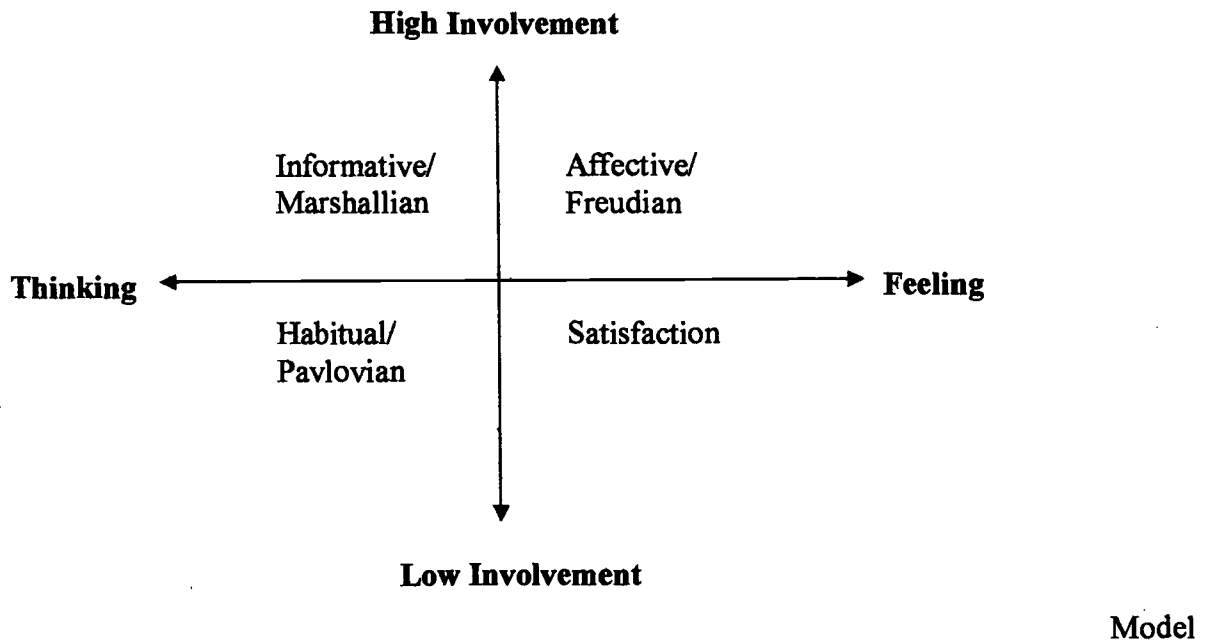 High Involvement
Informative/
Marshallian
Affective/
Freudian
Thinking
Feeling
Habitual/
Pavlovian
Satisfaction
Low Involvement
Model